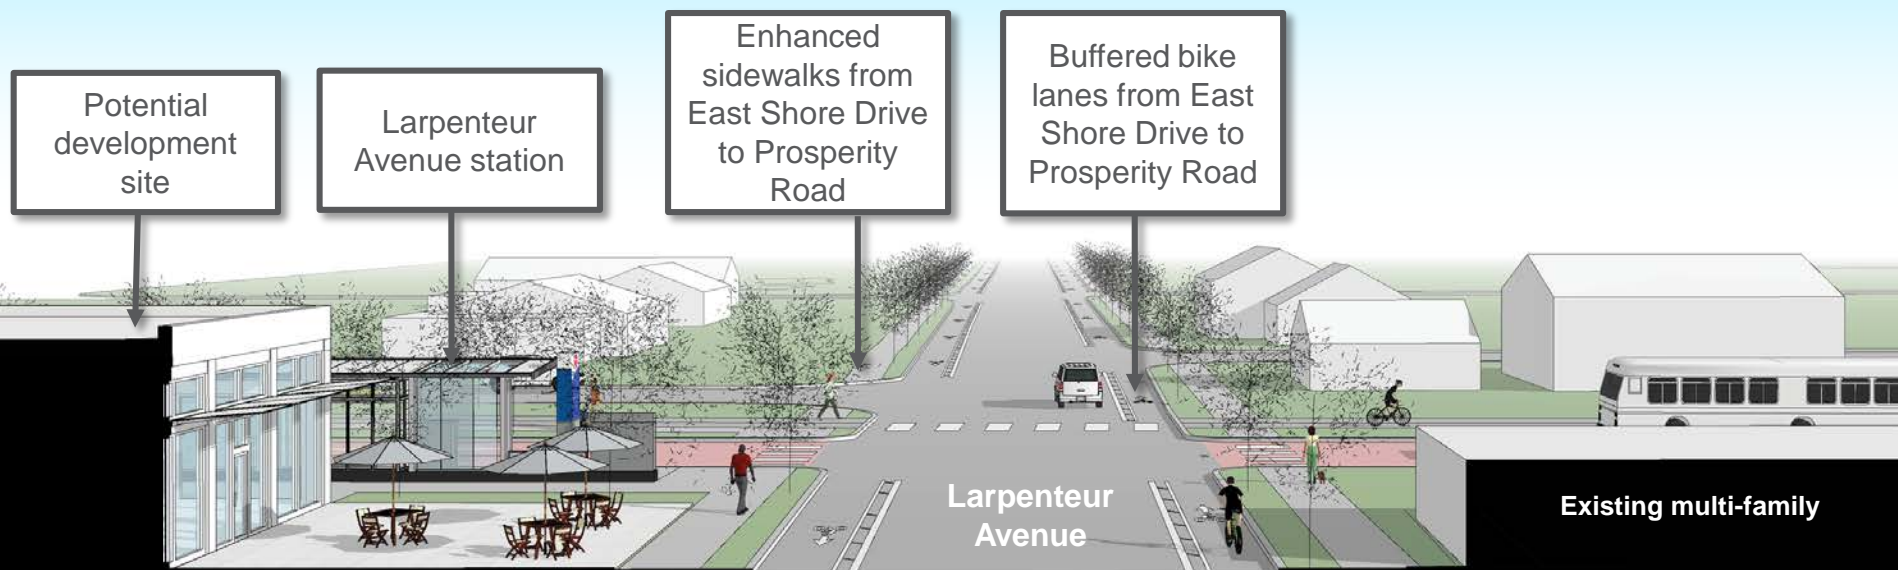 Potential
development
site
Larpenteur
Avenue station
Enhanced
sidewalks from
East Shore Drive
to Prosperity
Road
Buffered bike
lanes from East
Shore Drive to
Prosperity Road
Larpenteur
Avenue
Existing multi-family